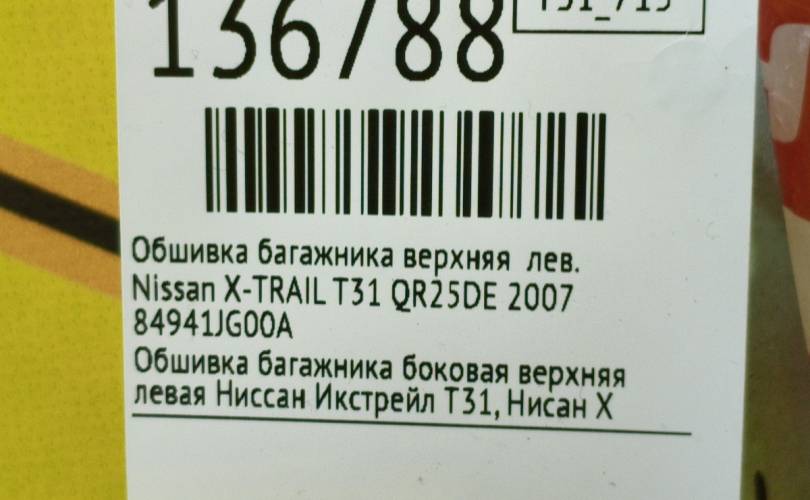 136788
T31_715
Обшивка багажника верхняя лев.
Nissan X-TRAIL T31 QR25DE 2007
84941JG00A
Обшивка багажника боковая верхняя
левая Ниссан Икстрейл Т31, Нисан Х